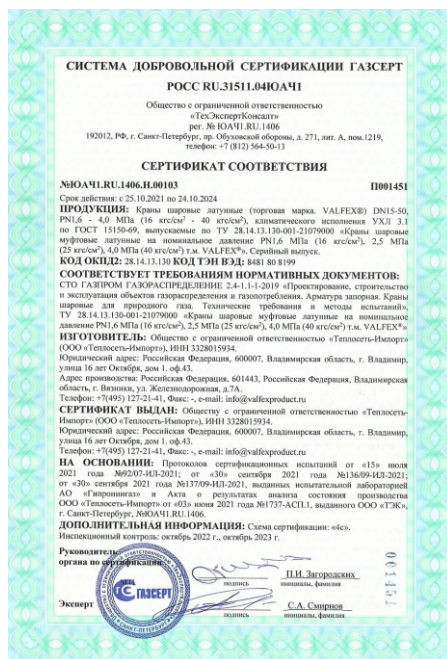 СИСТЕМА ДОБРОВОЛЬНОЙ СЕРТИФИКАЦИИ ГАЗСЕРТ
РОСС RU.31511.04ЮАЧ1
Общество с ограниченной ответственностью
«ТехЭкспертКонсалт»
рег. № ЮАЧ1.RU.1406
192012, РФ, г. Санкт-Петербург, пр. Обуховской обороны, д. 271, лит. А, пом.1219,
телефон: +7 (812) 564-50-13
СЕРТИФИКАТ СООТВЕТСТВИЯ
№ЮАЧ1.RU.1406.Н.00103 П001451
Срок действия: с 25.10.2021 по 24.10.2024
ПРОДУКЦИЯ: Краны шаровые латунные (торговая марка. VALFEX®) DN15-50,
PN1,6 - 4,0 МПа (16 кгс/см² - 40 кгс/см²), климатического исполнения УХЛ 3.1
по ГОСТ 15150-69, выпускаемые по ТУ 28.14.13.130-001-21079000 «Краны шаровые
муфтовые латунные на номинальное давление PN1,6 МПа (16 кгс/см²), 2,5 МПа
(25 кгс/см²), 4,0 МПа (40 кгс/см²) т.м. VALFEX®». Серийный выпуск.
КОД ОКПД2: 28.14.13.130 КОД ТЭН ВЭД: 8481 80 8199
СООТВЕТСТВУЕТ ТРЕБОВАНИЯМ НОРМАТИВНЫХ ДОКУМЕНТОВ:
СТО ГАЗПРОМ ГАЗОРАСПРЕДЕЛЕНИЕ 2.4-1.1-1-2019 «Проектирование, строительство
и эксплуатация объектов газораспределения и газопотребления. Арматура запорная. Краны
шаровые для природного газа. Технические требования и методы испытаний»,
ТУ 28.14.13.130-001-21079000 «Краны шаровые муфтовые латунные на номинальное
давление PN1,6 МПа (16 кгс/см²), 2,5 МПа (25 кгс/см²), 4,0 МПа (40 кгс/см²) т.м. VALFEX®»
ИЗГОТОВИТЕЛЬ: Общество с ограниченной ответственностью «Теплосеть-Импорт»
(ООО «Теплосеть-Импорт»), ИНН 3328015934.
Юридический адрес: Российская Федерация, 600007, Владимирская область, г. Владимир,
улица 16 лет Октября, дом 1. оф.43.
Адрес производства: Российская Федерация, 601443, Российская Федерация, Владимирская
область, г. Вязники, ул. Железнодорожная, д.7А.
Телефон: +7(495) 127-21-41, Факс: -, e-mail: info@valfexproduct.ru
СЕРТИФИКАТ ВЫДАН: Обществу с ограниченной ответственностью «Теплосеть-
Импорт» (ООО «Теплосеть-Импорт»), ИНН 3328015934.
Юридический адрес: Российская Федерация, 600007, Владимирская область, г. Владимир,
улица 16 лет Октября, дом 1. оф.43.
Телефон: +7(495) 127-21-41, Факс: -, e-mail: info@valfexproduct.ru
НА ОСНОВАНИИ: Протоколов сертификационных испытаний от «15» июля
2021 года №92/07-ИЛ-2021; от «30» сентября 2021 года №136/09-ИЛ-2021;
от «30» сентября 2021 года №137/09-ИЛ-2021, выданных испытательной лабораторией
АО «Гипрониигаз» и Акта о результатах анализа состояния производства
ООО «Теплосеть-Импорт» от «03» июня 2021 года №1737-АСП.1, выданного ООО «ТЭК»,
г. Санкт-Петербург, №ЮАЧ1.RU.1406.
ДОПОЛНИТЕЛЬНАЯ ИНФОРМАЦИЯ: Схема сертификации: «4с».
Инспекционный контроль: октябрь 2022 г., октябрь 2023 г.
Руководитель
органа по сертификации
П.И. Загородских
подпись инициалы, фамилия
Эксперт
С.А. Смирнов
подпись инициалы, фамилия
ГАЗСЕРТ
001451